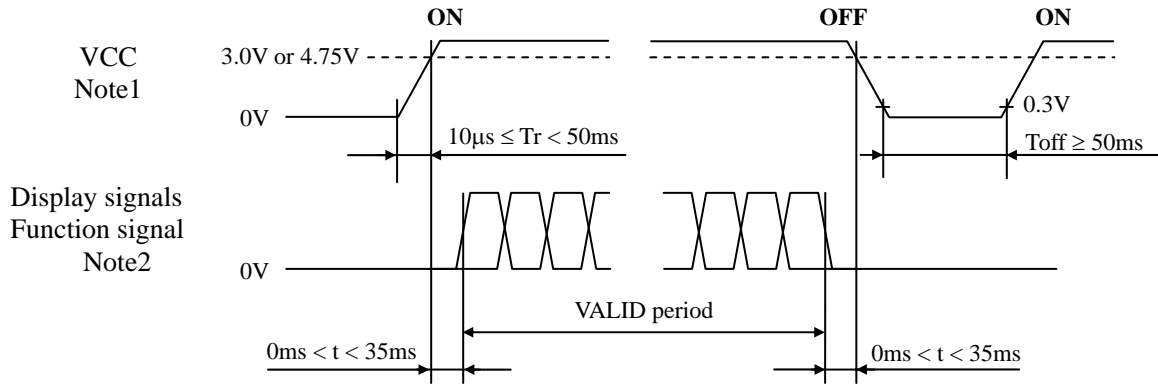 ON OFF ON
VCC
Note1
3.0V or 4.75V
0V
0.3V
10μs ≤ Tr < 50ms
Toff ≥ 50ms
Display signals
Function signal
Note2
0V
VALID period
0ms < t < 35ms
0ms < t < 35ms